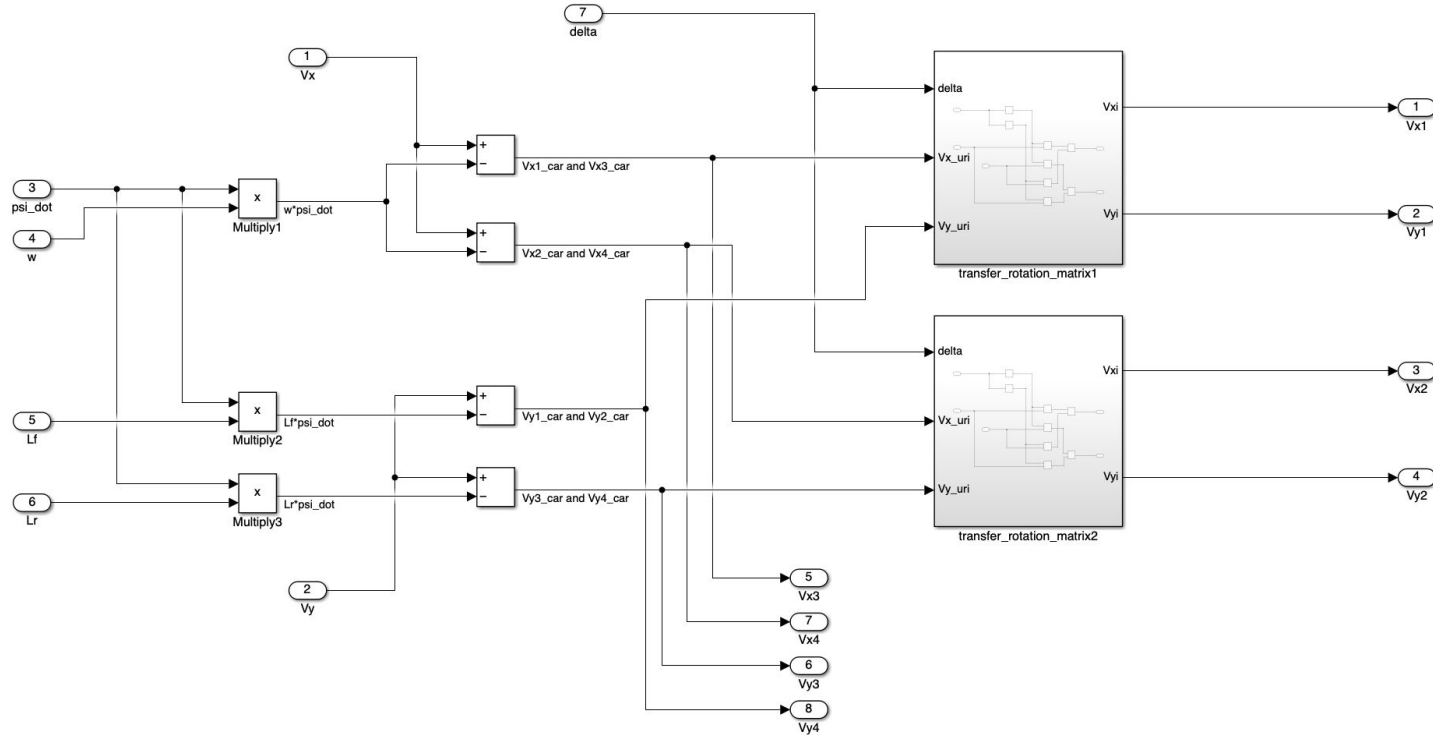 7
delta
1
Vx
delta
Vxi
1
Vx1
+
−
Vx1_car and Vx3_car
Vx_uri
3
psi_dot
x
w*psi_dot
Multiply1
Vyi
2
Vy1
4
w
+
−
Vx2_car and Vx4_car
Vy_uri
transfer_rotation_matrix1
delta
Vxi
3
Vx2
5
Lf
x
Lf*psi_dot
Multiply2
+
−
Vy1_car and Vy2_car
Vx_uri
6
Lr
x
Lr*psi_dot
Multiply3
+
−
Vy3_car and Vy4_car
Vy_uri
Vyi
4
Vy2
transfer_rotation_matrix2
2
Vy
5
Vx3
7
Vx4
6
Vy3
8
Vy4